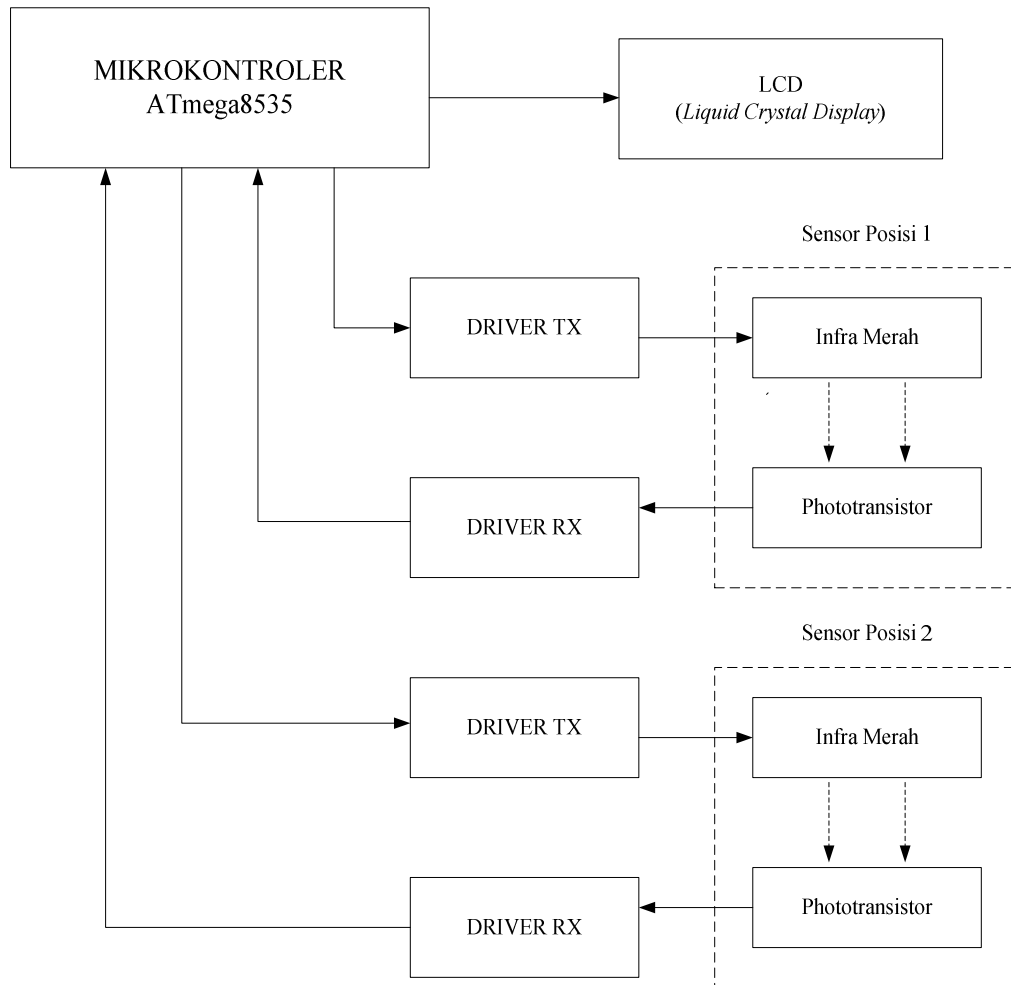 MIKROKONTROLER
ATmega8535
LCD
(Liquid Crystal Display)
Sensor Posisi 1
DRIVER TX
Infra Merah
DRIVER RX
Phototransistor
Sensor Posisi 2
DRIVER TX
Infra Merah
DRIVER RX
Phototransistor